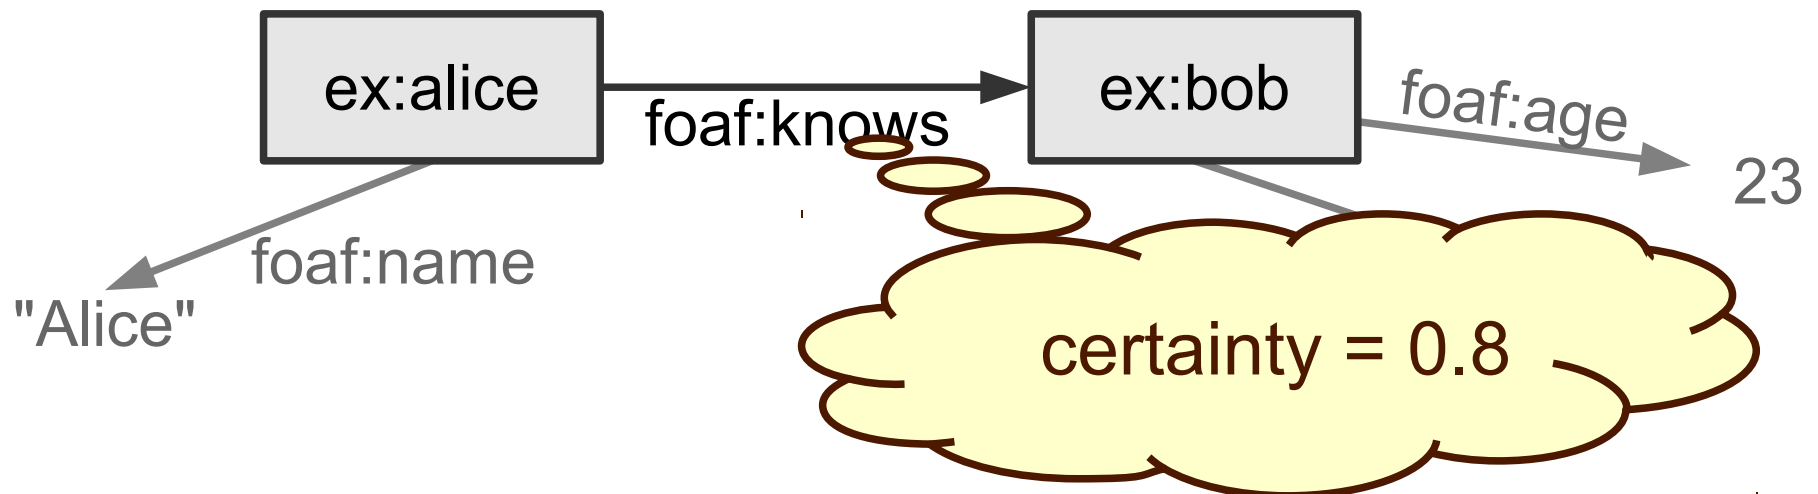 ex:alice
foaf:knows
ex:bob
foaf:age
23
foaf:name
"Alice"
certainty = 0.8